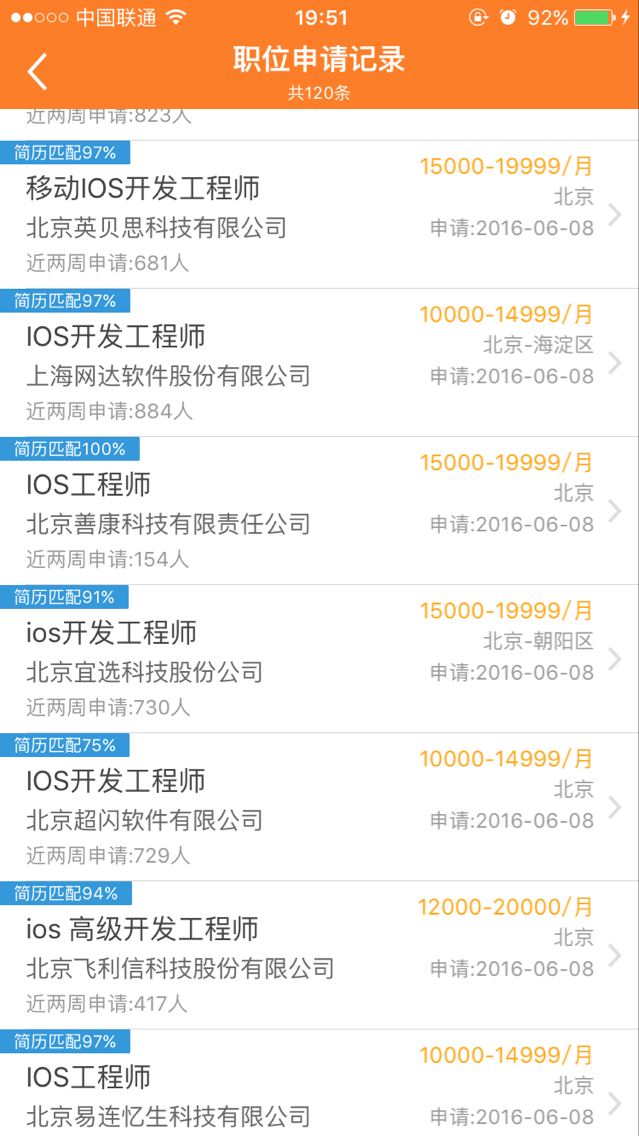 中国联通 19:51 92%
职位申请记录
共120条
近两周申请:823人
简历匹配97%
移动IOS开发工程师 15000-19999/月
北京
北京英贝思科技有限公司 申请:2016-06-08
近两周申请:681人
简历匹配97%
IOS开发工程师 10000-14999/月
北京-海淀区
上海网达软件股份有限公司 申请:2016-06-08
近两周申请:884人
简历匹配100%
IOS工程师 15000-19999/月
北京
北京善康科技有限责任公司 申请:2016-06-08
近两周申请:154人
简历匹配91%
ios开发工程师 15000-19999/月
北京-朝阳区
北京宜选科技股份公司 申请:2016-06-08
近两周申请:730人
简历匹配75%
IOS开发工程师 10000-14999/月
北京
北京超闪软件有限公司 申请:2016-06-08
近两周申请:729人
简历匹配94%
ios 高级开发工程师 12000-20000/月
北京
北京飞利信科技股份有限公司 申请:2016-06-08
近两周申请:417人
简历匹配97%
IOS工程师 10000-14999/月
北京
北京易连忆生科技有限公司 申请:2016-06-08